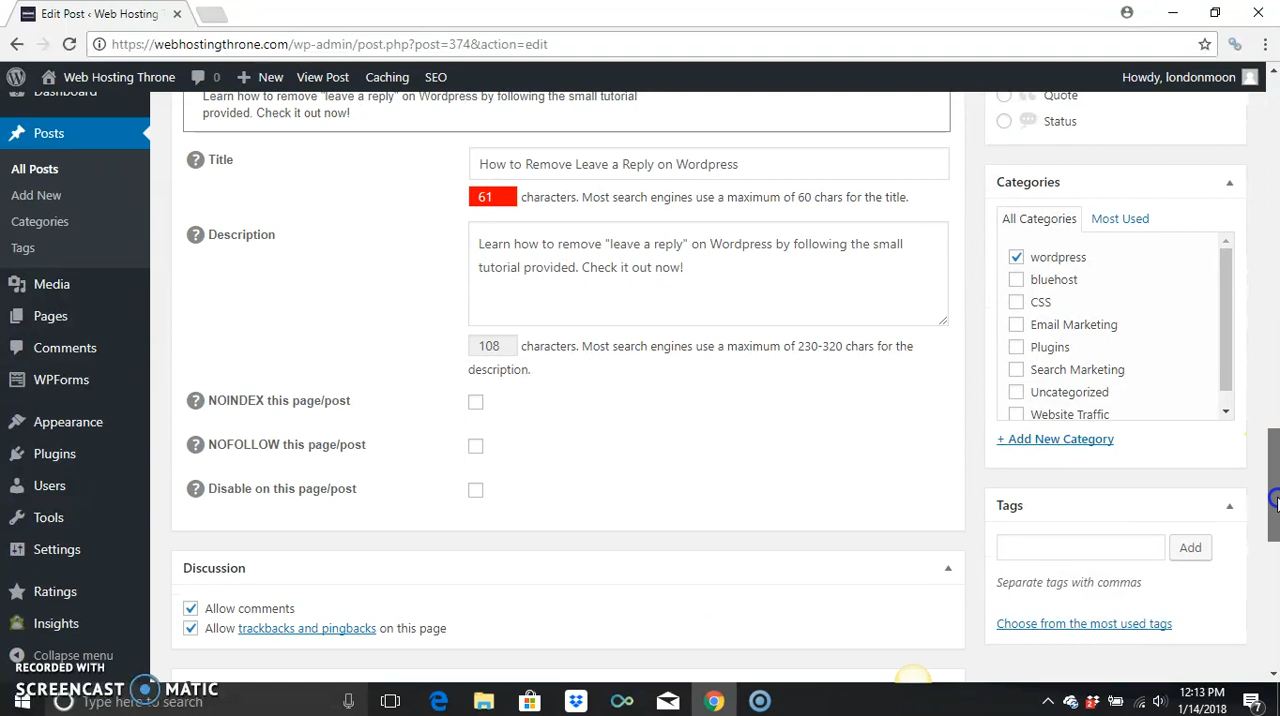 Edit Post ‹ Web Hosting
https://webhostingthrone.com/wp-admin/post.php?post=374&action=edit
Web Hosting Throne 0 New View Post Caching SEO Howdy, londonmoon
Dashboard
Posts
All Posts
Add New
Categories
Tags
Media
Pages
Comments
WPForms
Appearance
Plugins
Users
Tools
Settings
Ratings
Insights
Collapse menu
Learn how to remove "leave a reply" on Wordpress by following the small tutorial
provided. Check it out now!
Title
How to Remove Leave a Reply on Wordpress
61 characters. Most search engines use a maximum of 60 chars for the title.
Description
Learn how to remove "leave a reply" on Wordpress by following the small
tutorial provided. Check it out now!
108 characters. Most search engines use a maximum of 230-320 chars for the
description.
NOINDEX this page/post
NOFOLLOW this page/post
Disable on this page/post
Discussion
Allow comments
Allow trackbacks and pingbacks on this page
Quote
Status
Categories
All Categories Most Used
wordpress
bluehost
CSS
Email Marketing
Plugins
Search Marketing
Uncategorized
Website Traffic
+ Add New Category
Tags
Add
Separate tags with commas
Choose from the most used tags
RECORDED WITH
SCREENCAST MATIC
Type here to search
12:13 PM
1/14/2018
7